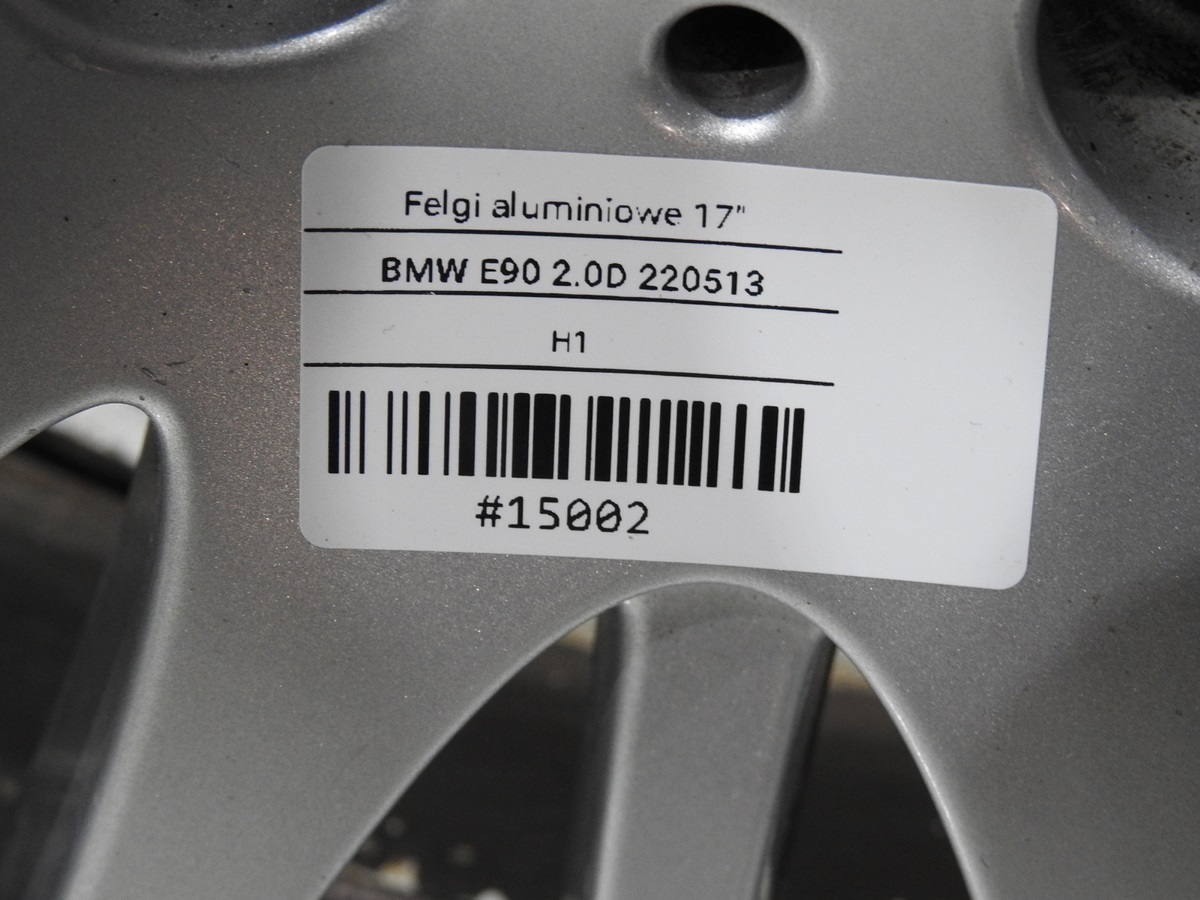 Felgi aluminiowe 17"
BMW E90 2.0D 220513
H1
#15002